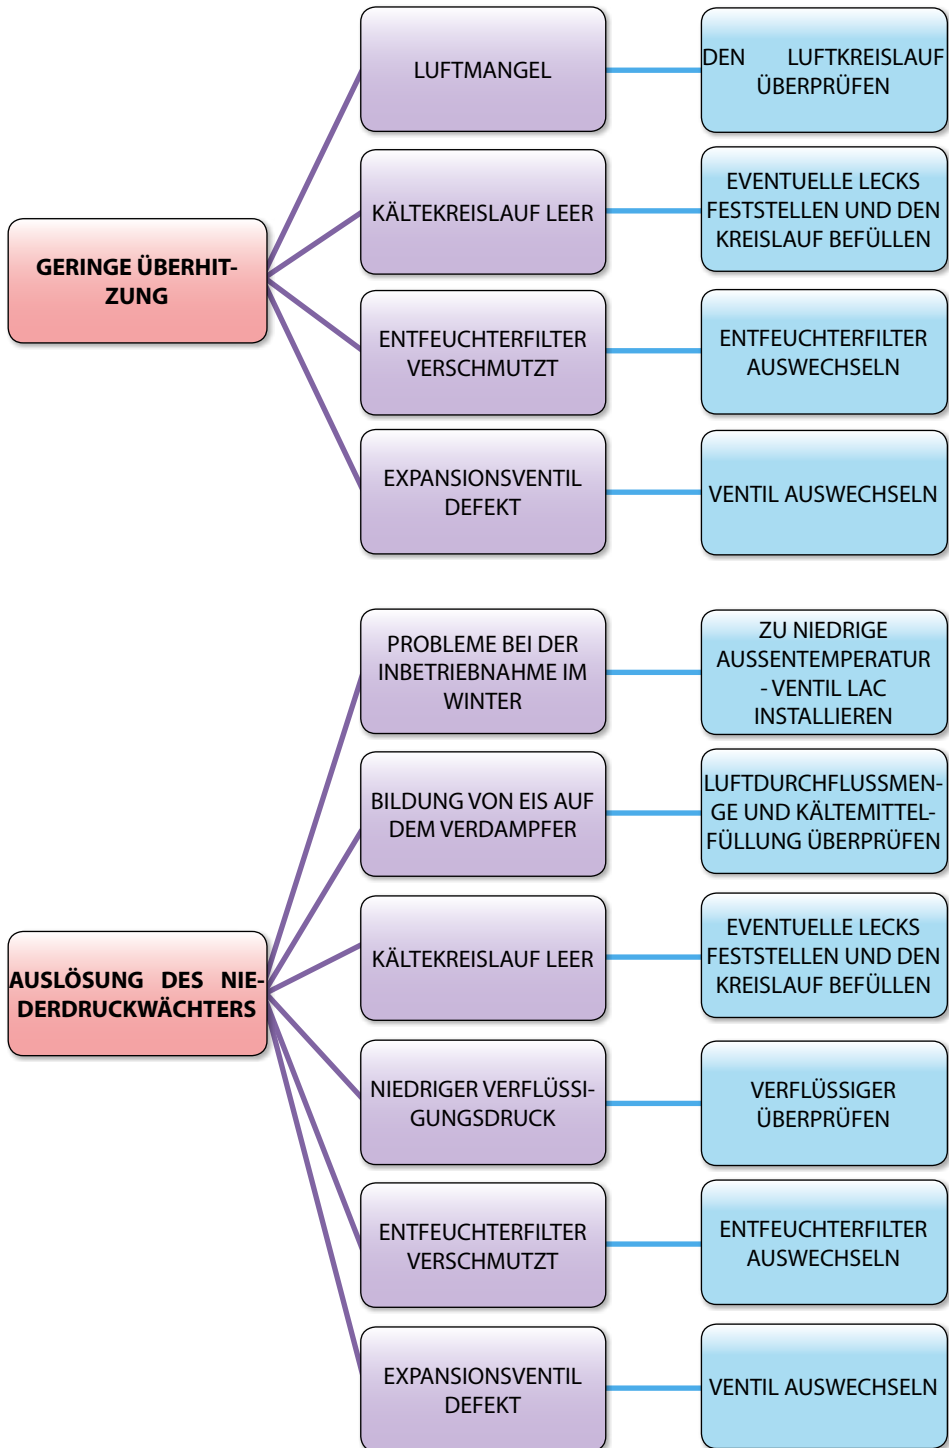 LUFTMANGEL
DEN LUFTKREISLAUF
ÜBERPRÜFEN
GERINGE ÜBERHIT-
ZUNG
KÄLTEKREISLAUF LEER
EVENTUELLE LECKS
FESTSTELLEN UND DEN
KREISLAUF BEFÜLLEN
ENTFEUCHTERFILTER
VERSCHMUTZT
ENTFEUCHTERFILTER
AUSWECHSELN
EXPANSIONSVENTIL
DEFEKT
VENTIL AUSWECHSELN
PROBLEME BEI DER
INBETRIEBNAHME IM
WINTER
ZU NIEDRIGE
AUSSENTEMPERATUR
- VENTIL LAC
INSTALLIEREN
BILDUNG VON EIS AUF
DEM VERDAMPFER
LUFTDURCHFLUSSMEN-
GE UND KÄLTEMITTEL-
FÜLLUNG ÜBERPRÜFEN
AUSLÖSUNG DES NIE-
DERDRUCKWÄCHTERS
KÄLTEKREISLAUF LEER
EVENTUELLE LECKS
FESTSTELLEN UND DEN
KREISLAUF BEFÜLLEN
NIEDRIGER VERFLÜSSI-
GUNGSDRUCK
VERFLÜSSIGER
ÜBERPRÜFEN
ENTFEUCHTERFILTER
VERSCHMUTZT
ENTFEUCHTERFILTER
AUSWECHSELN
EXPANSIONSVENTIL
DEFEKT
VENTIL AUSWECHSELN